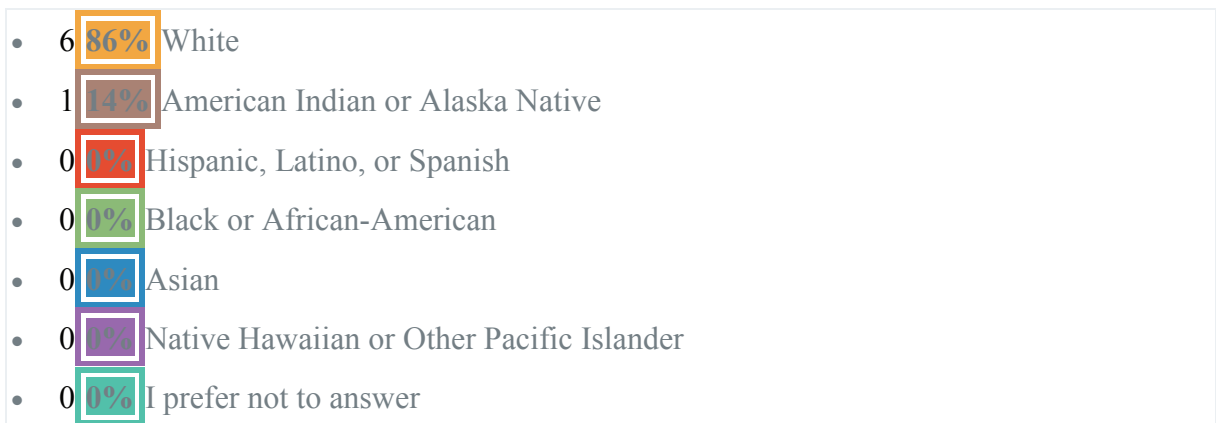 • 6 86% White
• 1 14% American Indian or Alaska Native
• 0 0% Hispanic, Latino, or Spanish
• 0 0% Black or African-American
• 0 0% Asian
• 0 0% Native Hawaiian or Other Pacific Islander
• 0 0% I prefer not to answer